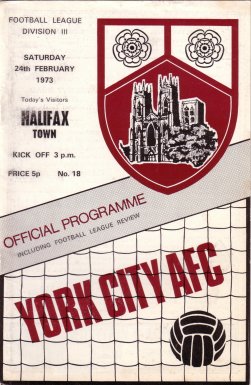 FOOTBALL LEAGUE
DIVISION III
SATURDAY
24th FEBRUARY
1973
Today's Visitors
HALIFAX
TOWN
KICK OFF 3 p.m.
PRICE 5p No. 18
OFFICIAL PROGRAMME
INCLUDING FOOTBALL LEAGUE REVIEW
YORK CITY AFC